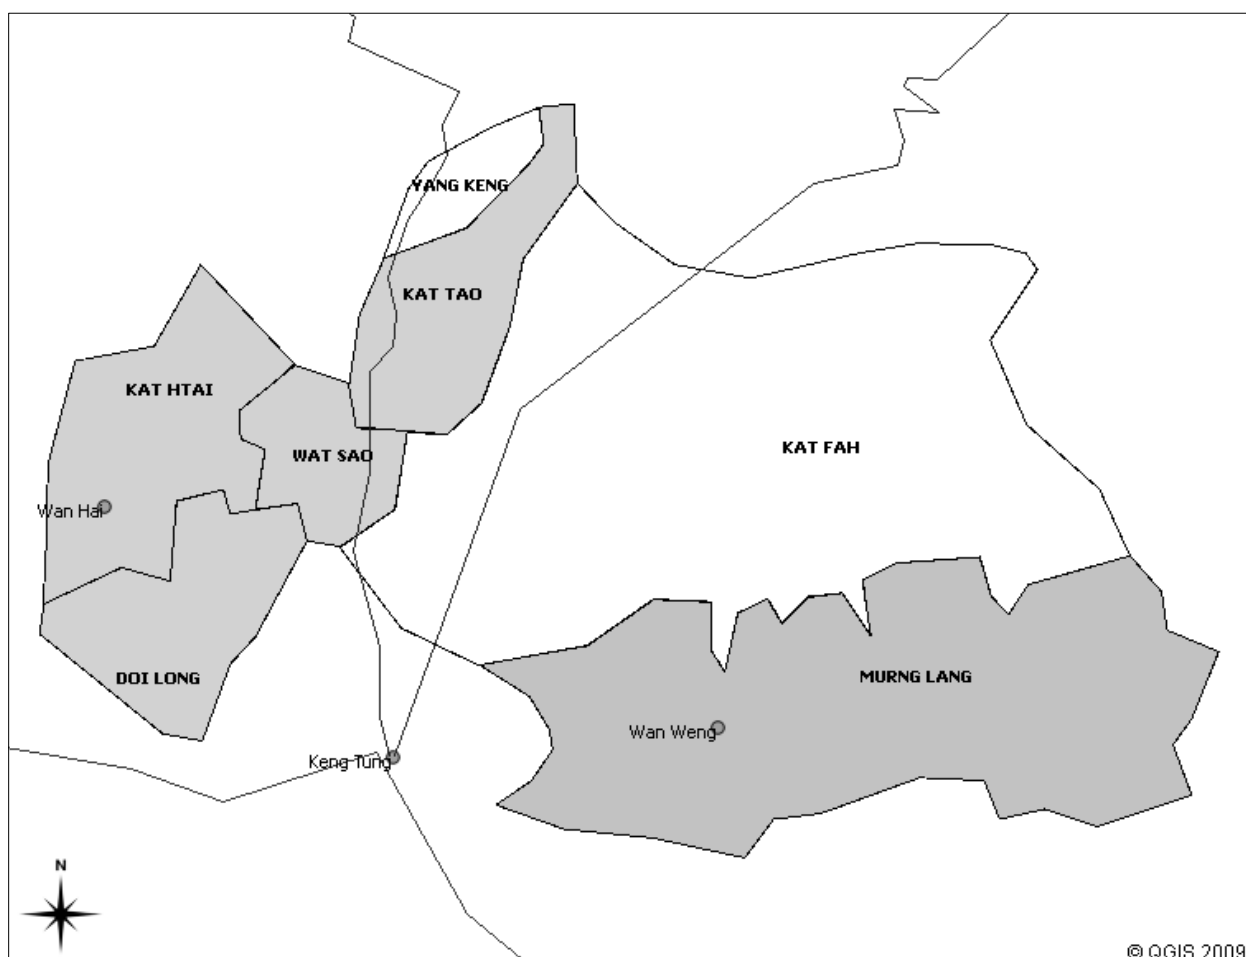 YANG KENG
KAT TAO
KAT HTAI
KAT FAH
WAT SAO
Wan Hai
DOI LONG
MURNG LANG
Wan Weng
Keng Tung
N
© QGIS 2009